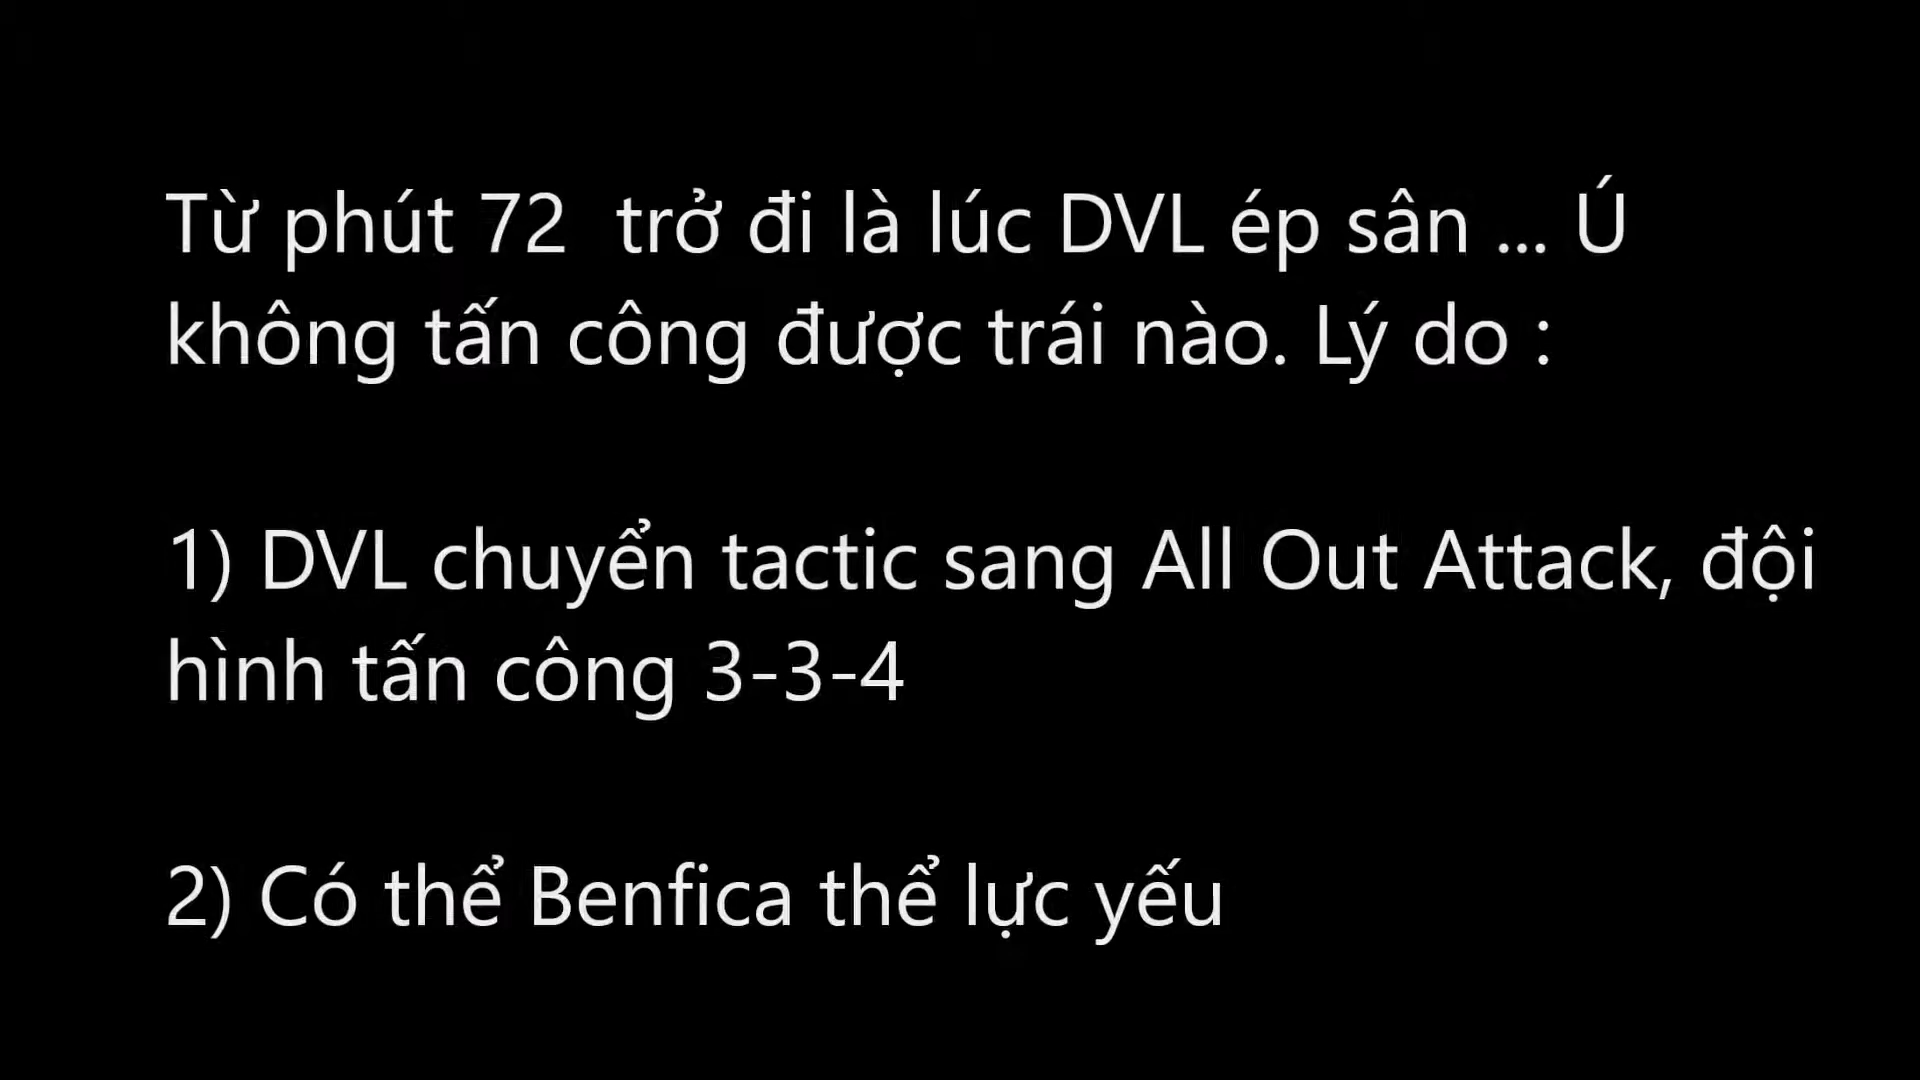 Từ phút 72  trở đi là lúc DVL ép sân ... Ú
không tấn công được trái nào. Lý do :
1) DVL chuyển tactic sang All Out Attack, đội
hình tấn công 3-3-4
2) Có thể Benfica thể lực yếu